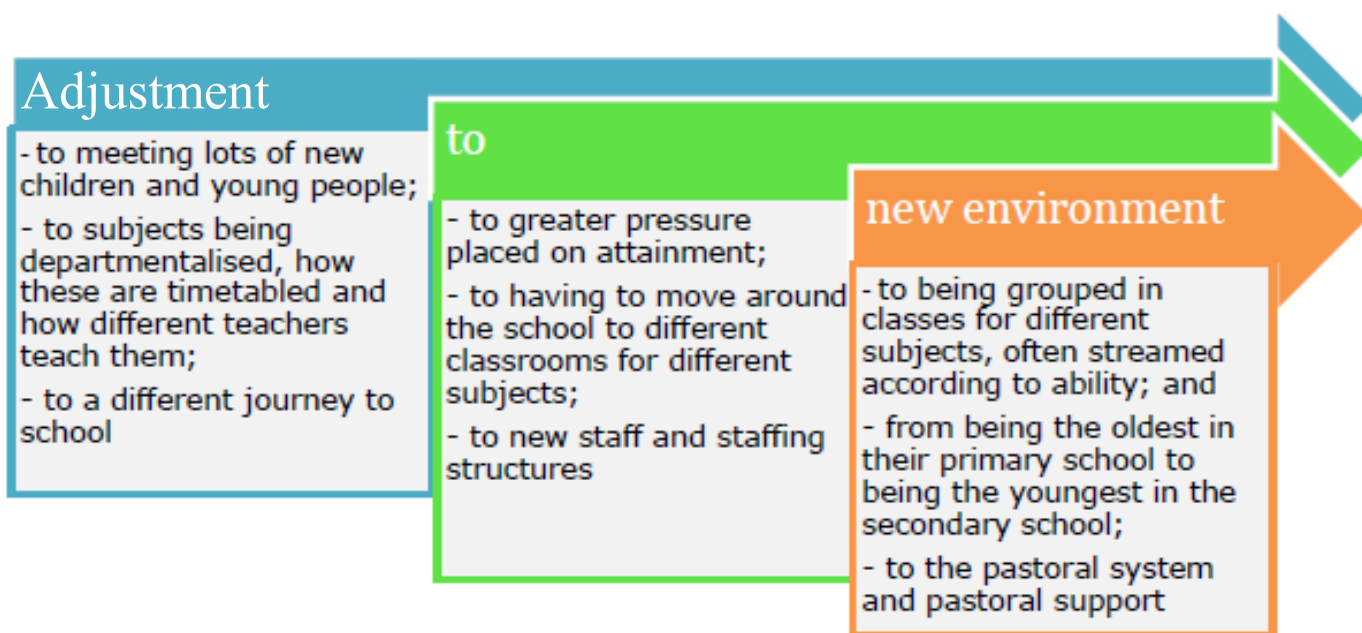 Adjustment
- to meeting lots of new
children and young people;
- to subjects being
departmentalised, how
these are timetabled and
how different teachers
teach them;
- to a different journey to
school
to
- to greater pressure
placed on attainment;
- to having to move around
the school to different
classrooms for different
subjects;
- to new staff and staffing
structures
new environment
- to being grouped in
classes for different
subjects, often streamed
according to ability; and
- from being the oldest in
their primary school to
being the youngest in the
secondary school;
- to the pastoral system
and pastoral support